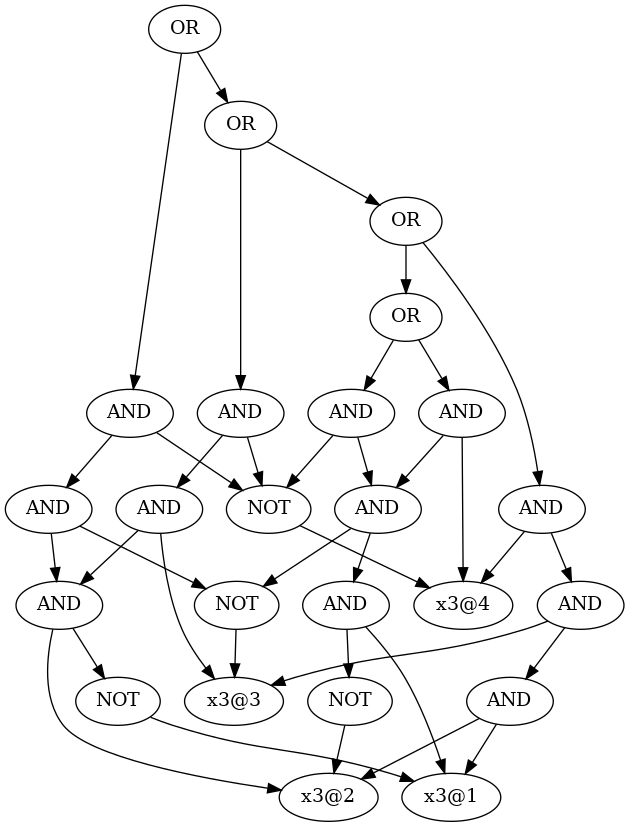 OR
OR
OR
OR
AND AND AND AND
AND AND NOT AND AND
AND NOT AND x3@4 AND
NOT x3@3 NOT AND
x3@2 x3@1